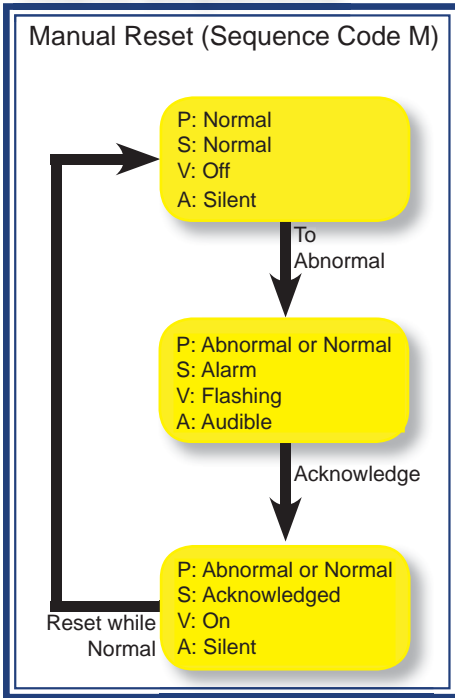 Manual Reset (Sequence Code M)
P: Normal
S: Normal
V: Off
A: Silent
To
Abnormal
P: Abnormal or Normal
S: Alarm
V: Flashing
A: Audible
Acknowledge
P: Abnormal or Normal
S: Acknowledged
V: On
A: Silent
Reset while
Normal